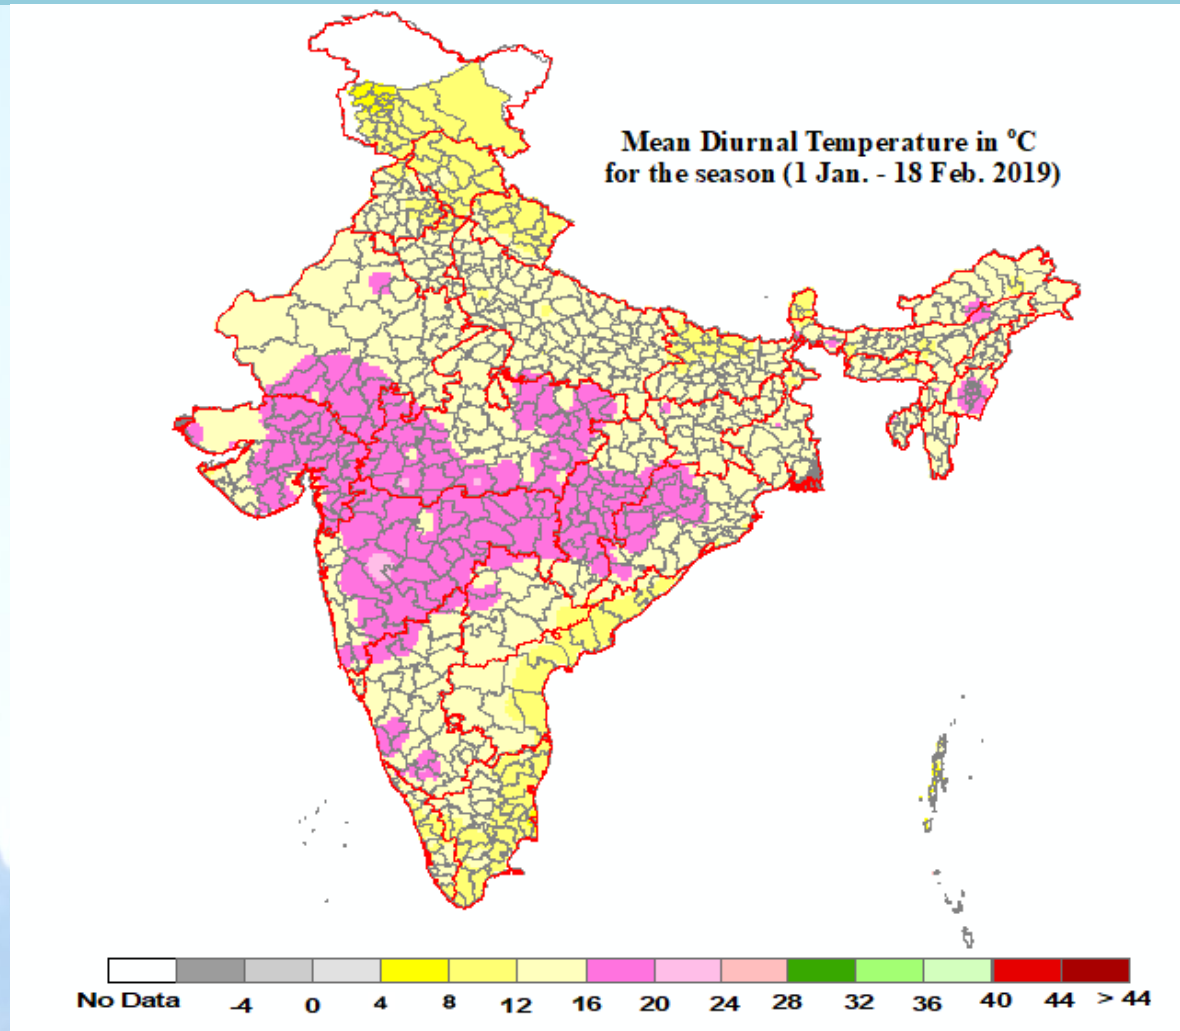 Mean Diurnal Temperature in °C
for the season (1 Jan. - 18 Feb. 2019)
No Data -4 0 4 8 12 16 20 24 28 32 36 40 44 > 44